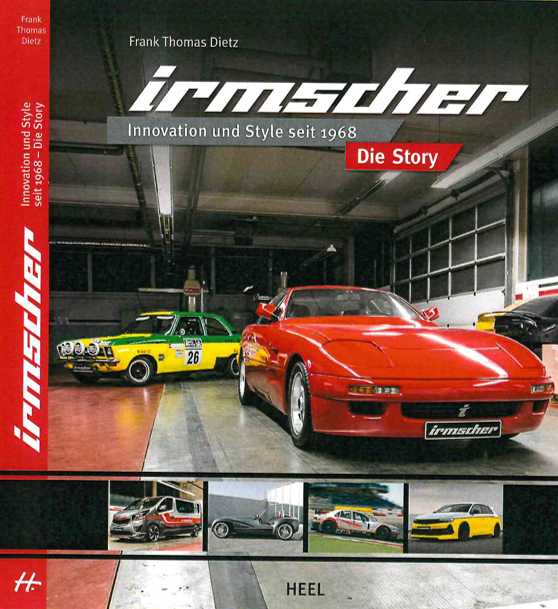 Frank
Thomas
Dietz
Innovation und Style
seit 1968 – Die Story
irmscher
H.
Frank Thomas Dietz
irmscher
Innovation und Style seit 1968
Die Story
26
irmscher
HEEL